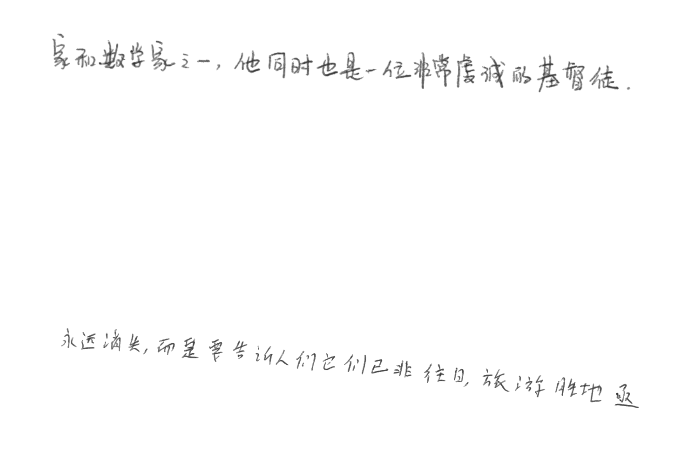 家和数学家之一，他同时也是一位非常虔诚的基督徒.
永远消失,而是要告诉人们它们已非往日,旅游胜地亟